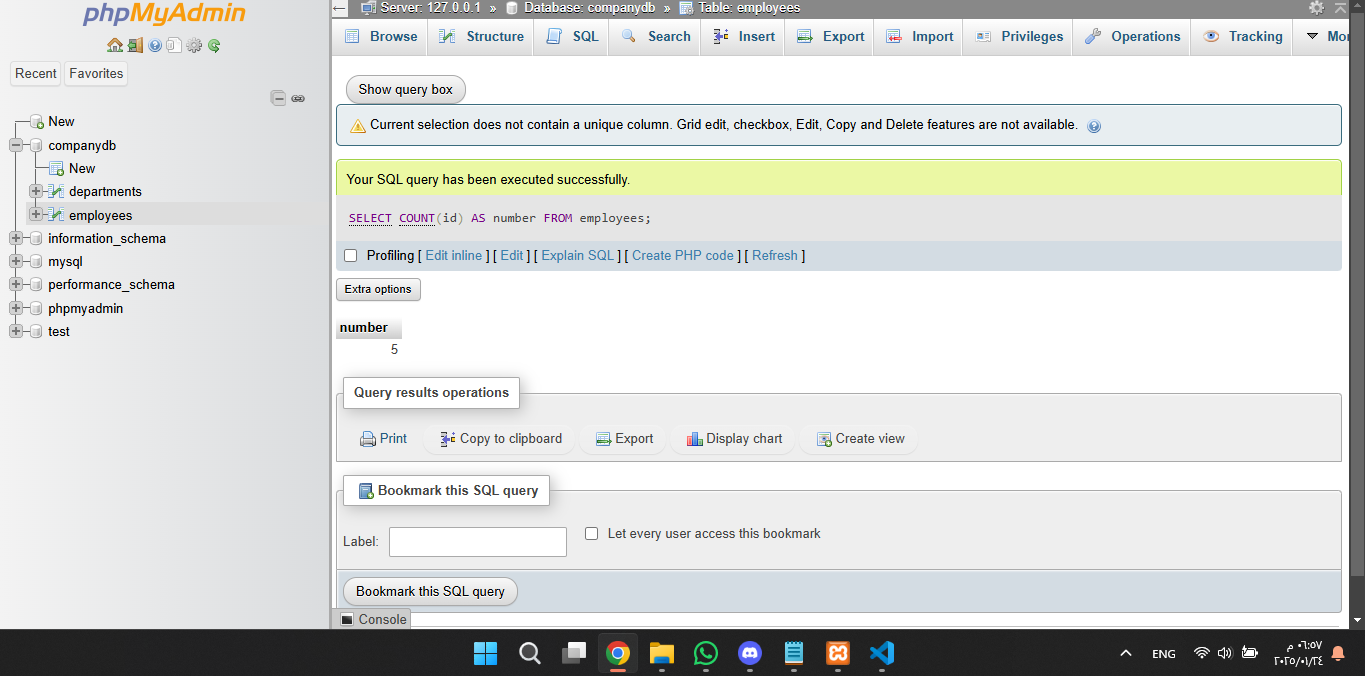 phpMyAdmin
Recent
Favorites
New
companydb
New
departments
employees
information_schema
mysql
performance_schema
phpmyadmin
test
Server: 127.0.0.1 » Database: companydb » Table: employees
Browse Structure SQL Search Insert Export Import Privileges Operations Tracking Mor
Show query box
Current selection does not contain a unique column. Grid edit, checkbox, Edit, Copy and Delete features are not available.
Your SQL query has been executed successfully.
SELECT COUNT(id) AS number FROM employees;
Profiling [ Edit inline ] [ Edit ] [ Explain SQL ] [ Create PHP code ] [ Refresh ]
Extra options
number
5
Query results operations
Print Copy to clipboard Export Display chart Create view
Bookmark this SQL query
Label:
Let every user access this bookmark
Bookmark this SQL query
Console
ENG
٠٦:٥٧ م
٢٠٢٥/٠١/٢٤